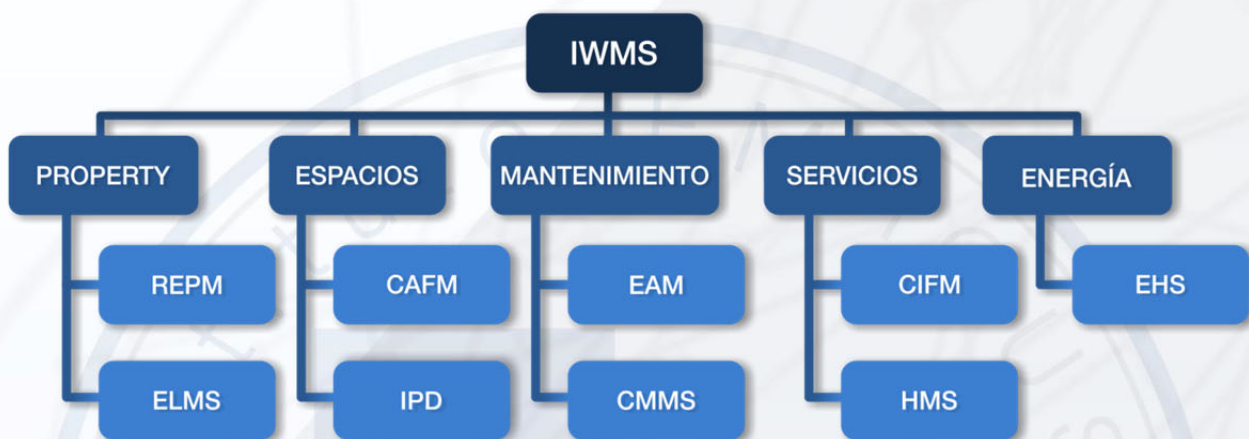 IWMS
PROPERTY
ESPACIOS
MANTENIMIENTO
SERVICIOS
ENERGÍA
REPM
CAFM
EAM
CIFM
EHS
ELMS
IPD
CMMS
HMS